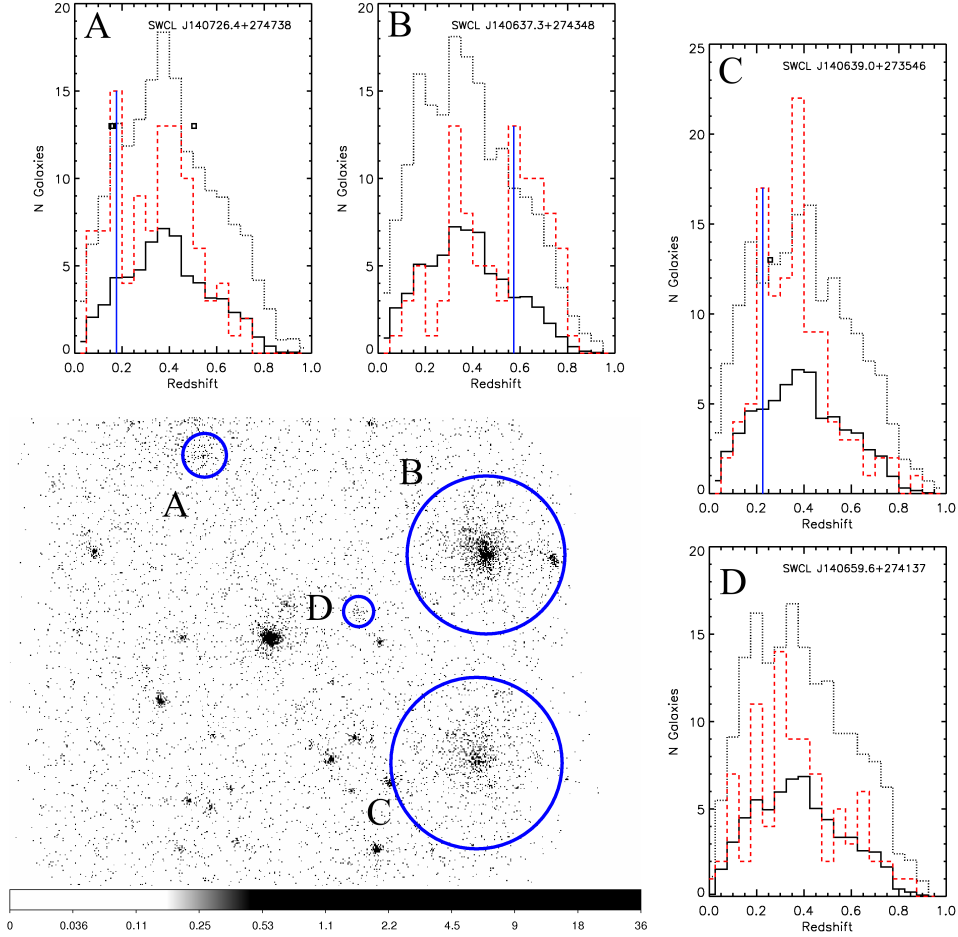 A
SWCL J140726.4+274738
20
15
10
5
0
N Galaxies
0.0 0.2 0.4 0.6 0.8 1.0
Redshift
B
SWCL J140637.3+274348
20
15
10
5
0
N Galaxies
0.0 0.2 0.4 0.6 0.8 1.0
Redshift
C
SWCL J140639.0+273546
25
20
15
10
5
0
N Galaxies
0.0 0.2 0.4 0.6 0.8 1.0
Redshift
A
B
D
C
0 0.036 0.11 0.25 0.53 1.1 2.2 4.5 9 18 36
D
SWCL J140659.6+274137
20
15
10
5
0
N Galaxies
0.0 0.2 0.4 0.6 0.8 1.0
Redshift